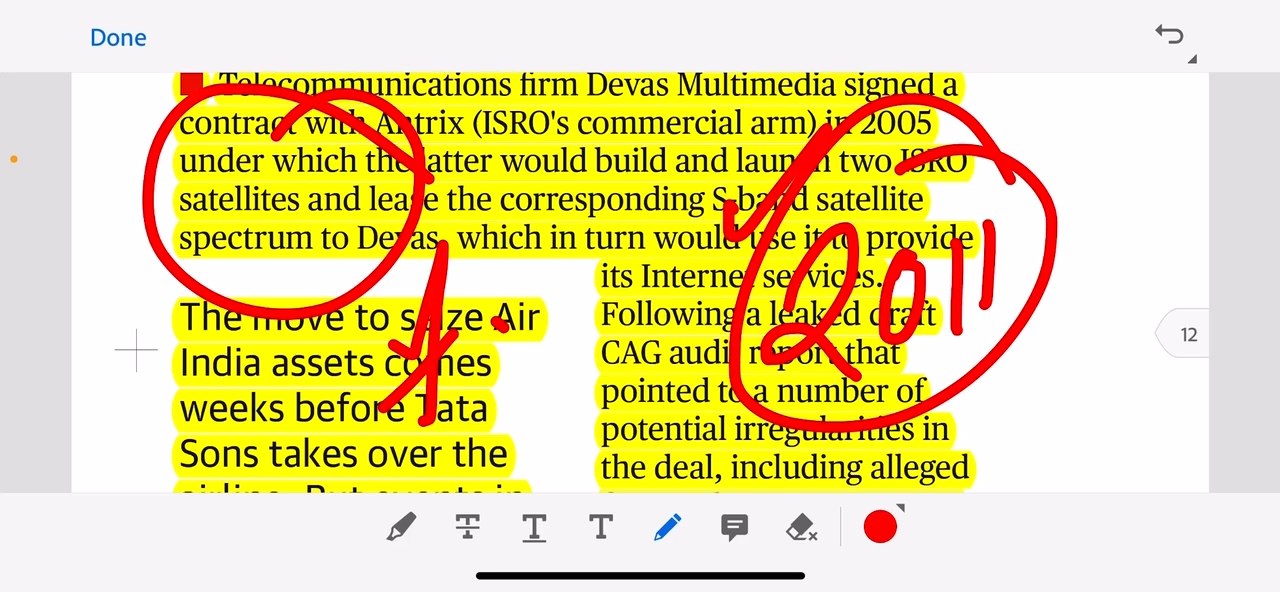 Done
Telecommunications firm Devas Multimedia signed a
contract with Antrix (ISRO's commercial arm) in 2005
under which the latter would build and launch two ISRO
satellites and lease the corresponding S-band satellite
spectrum to Devas, which in turn would use it to provide
its Internet services.
Following a leaked draft
CAG audit report that
pointed to a number of
potential irregularities in
the deal, including alleged
The move to seize Air
India assets comes
weeks before Tata
Sons takes over the
airline. But events in
2011
12
T
T
T